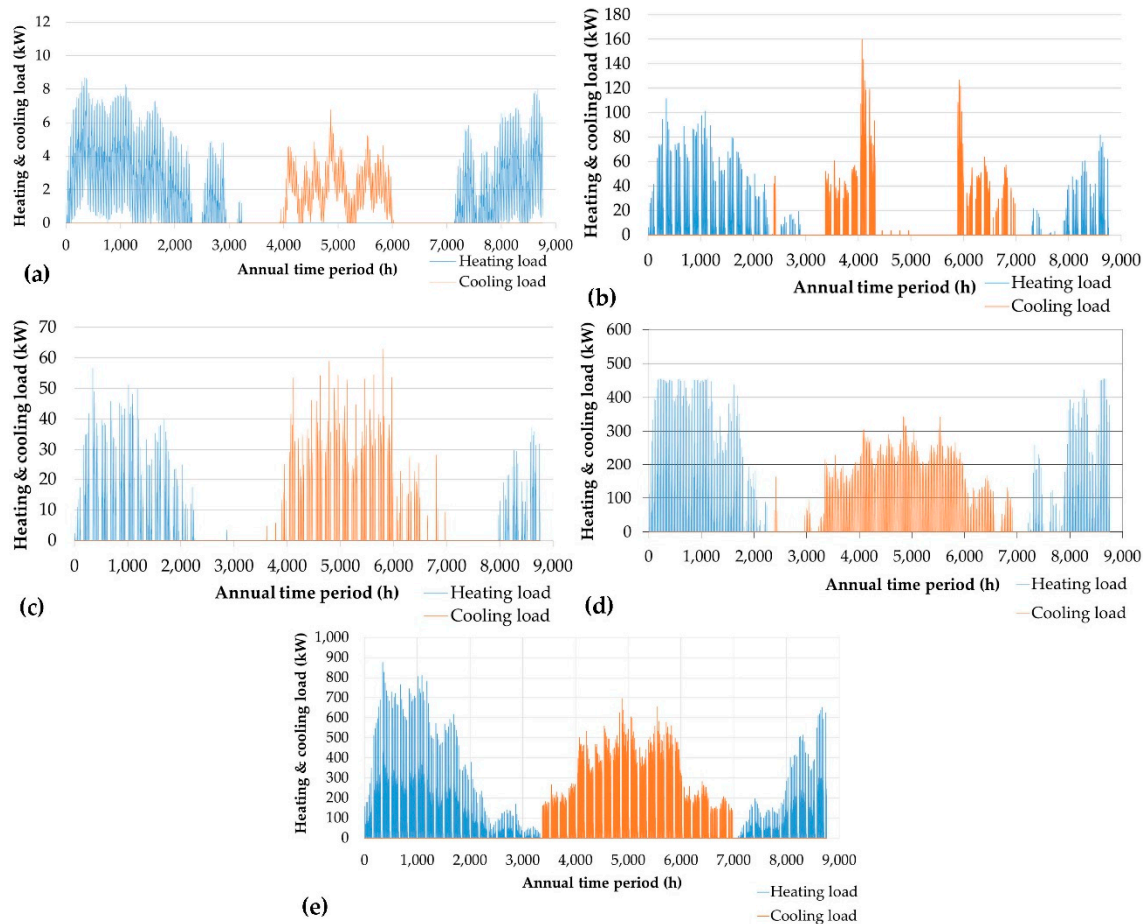 Heating & cooling load (kW)
12
10
8
6
4
2
0
0 1,000 2,000 3,000 4,000 5,000 6,000 7,000 8,000 9,000
Annual time period (h)
Heating load
Cooling load
(a)
Heating & cooling load (kW)
180
160
140
120
100
80
60
40
20
0
0 1,000 2,000 3,000 4,000 5,000 6,000 7,000 8,000 9,000
Annual time period (h)
Heating load
Cooling load
(b)
Heating & cooling load (kW)
70
60
50
40
30
20
10
0
0 1,000 2,000 3,000 4,000 5,000 6,000 7,000 8,000 9,000
Annual time period (h)
Heating load
Cooling load
(c)
Heating & cooling load (kW)
600
500
400
300
200
100
0
0 1,000 2,000 3,000 4,000 5,000 6,000 7,000 8,000 9,000
Annual time period (h)
Heating load
Cooling load
(d)
Heating & cooling load (kW)
1,000
900
800
700
600
500
400
300
200
100
0
0 1,000 2,000 3,000 4,000 5,000 6,000 7,000 8,000 9,000
Annual time period (h)
Heating load
Cooling load
(e)